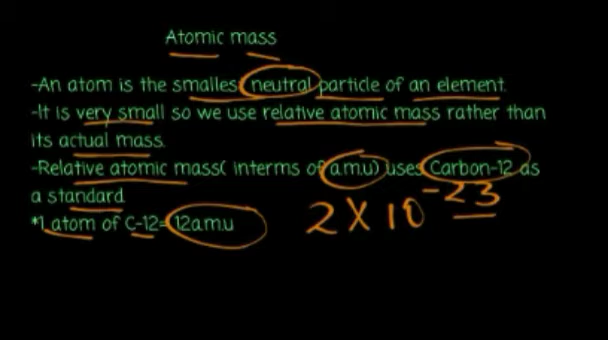 Atomic mass
-An atom is the smalles neutral particle of an element.
-It is very small so we use relative atomic mass rather than
its actual mass.
-Relative atomic mass( interms of a.m.u) uses Carbon-12 as
a standard
*1 atom of C-12= 12a.m.u
2 X 10^-23